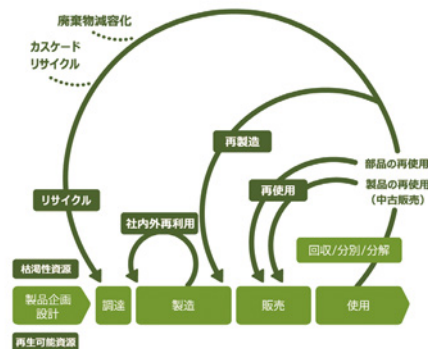 廃棄物減容化
カスケード
リサイクル
再製造
部品の再使用
再使用
製品の再使用
(中古販売)
リサイクル
社内外再利用
回収/分別/分解
枯渇性資源
製品企画
設計
調達
製造
販売
使用
再生可能資源